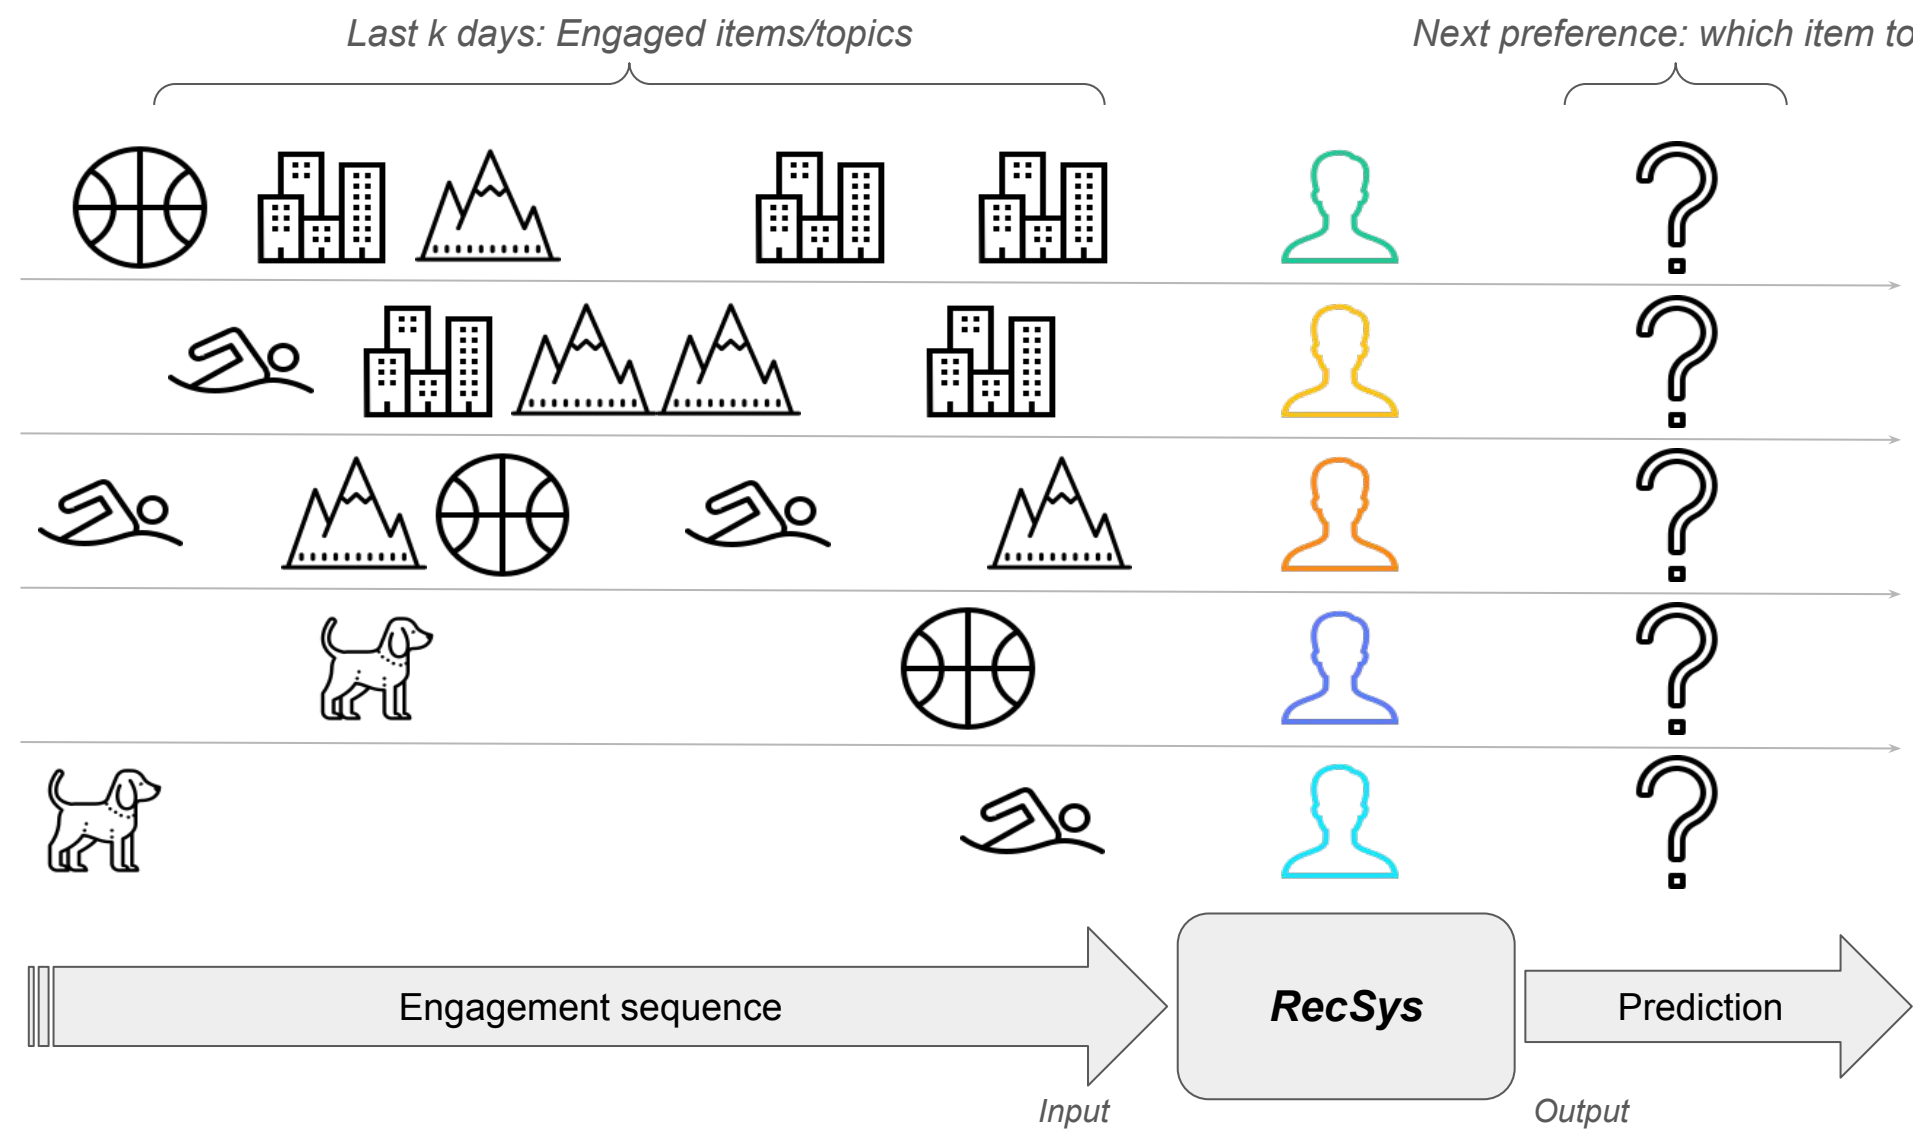 Last k days: Engaged items/topics
Next preference: which item to
Engagement sequence
RecSys
Prediction
Input
Output